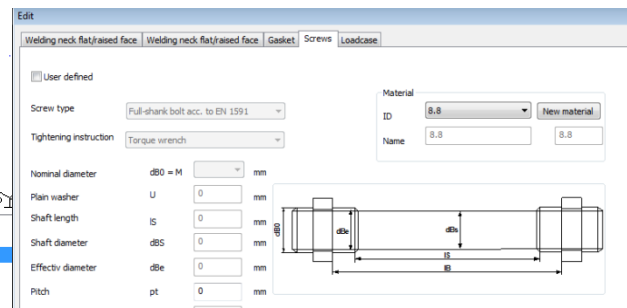 Edit
Welding neck flat/raised face Welding neck flat/raised face Gasket Screws Loadcase
User defined
Screw type Full-shank bolt acc. to EN 1591
Tightening instruction Torque wrench
Material
ID 8.8 New material
Name 8.8 8.8
Nominal diameter dB0 = M mm
Plain washer U 0 mm
Shaft length lS 0 mm
Shaft diameter dBS 0 mm
Effectiv diameter dBe 0 mm
Pitch pt 0 mm
dB0 dBe dBs
lS
lB